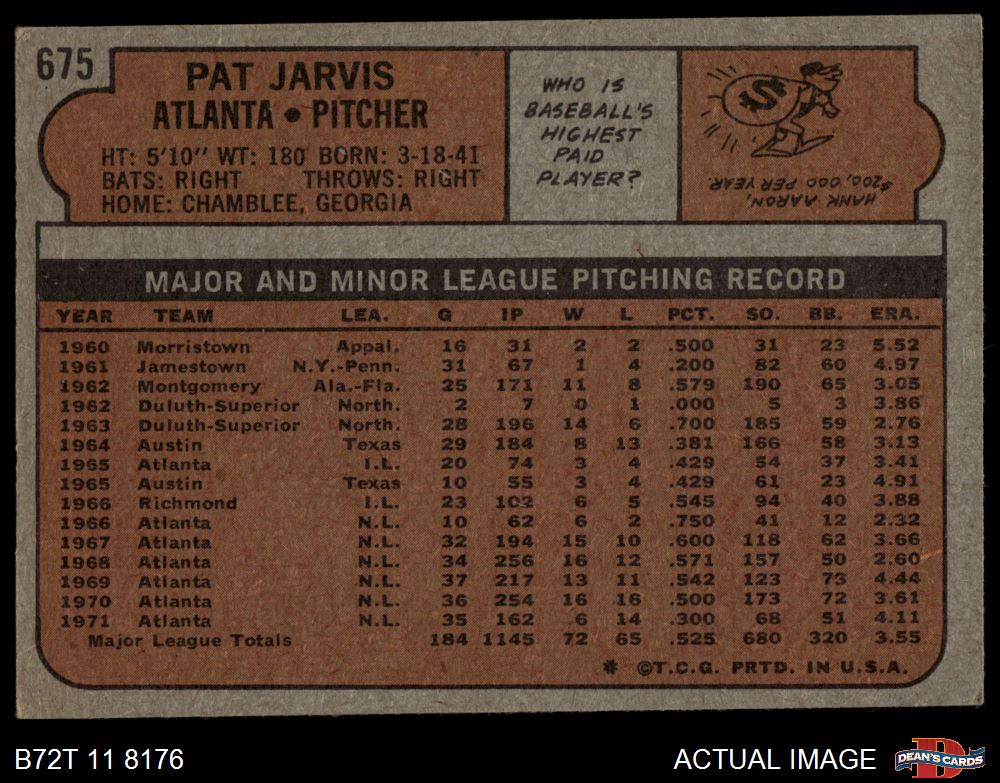 675
PAT JARVIS
ATLANTA • PITCHER
HT: 5'10" WT: 180 BORN: 3-18-41
BATS: RIGHT THROWS: RIGHT
HOME: CHAMBLEE, GEORGIA
WHO IS
BASEBALL'S
HIGHEST
PAID
PLAYER?
$
HANK AARON,
$200,000 PER YEAR.
MAJOR AND MINOR LEAGUE PITCHING RECORD
YEAR TEAM LEA. G IP W L PCT. SO. BB. ERA.
1960 Morristown Appal. 16 31 2 2 .500 31 23 5.52
1961 Jamestown N.Y.-Penn. 31 67 1 4 .200 82 60 4.97
1962 Montgomery Ala.-Fla. 25 171 11 8 .579 190 65 3.05
1962 Duluth-Superior North. 2 7 0 1 .000 5 3 3.86
1963 Duluth-Superior North. 28 196 14 6 .700 185 59 2.76
1964 Austin Texas 29 184 8 13 .381 166 58 3.13
1965 Atlanta I.L. 20 74 3 4 .429 54 37 3.41
1965 Austin Texas 10 55 3 4 .429 61 23 4.91
1966 Richmond I.L. 23 102 6 5 .545 94 40 3.88
1966 Atlanta N.L. 10 62 6 2 .750 41 12 2.32
1967 Atlanta N.L. 32 194 15 10 .600 118 62 3.66
1968 Atlanta N.L. 34 256 16 12 .571 157 50 2.60
1969 Atlanta N.L. 37 217 13 11 .542 123 73 4.44
1970 Atlanta N.L. 36 254 16 16 .500 173 72 3.61
1971 Atlanta N.L. 35 162 6 14 .300 68 51 4.11
Major League Totals 184 1145 72 65 .525 680 320 3.55
* ©T.C.G. PRTD. IN U.S.A.
B72T 11 8176 ACTUAL IMAGE
D
DEAN'S CARDS